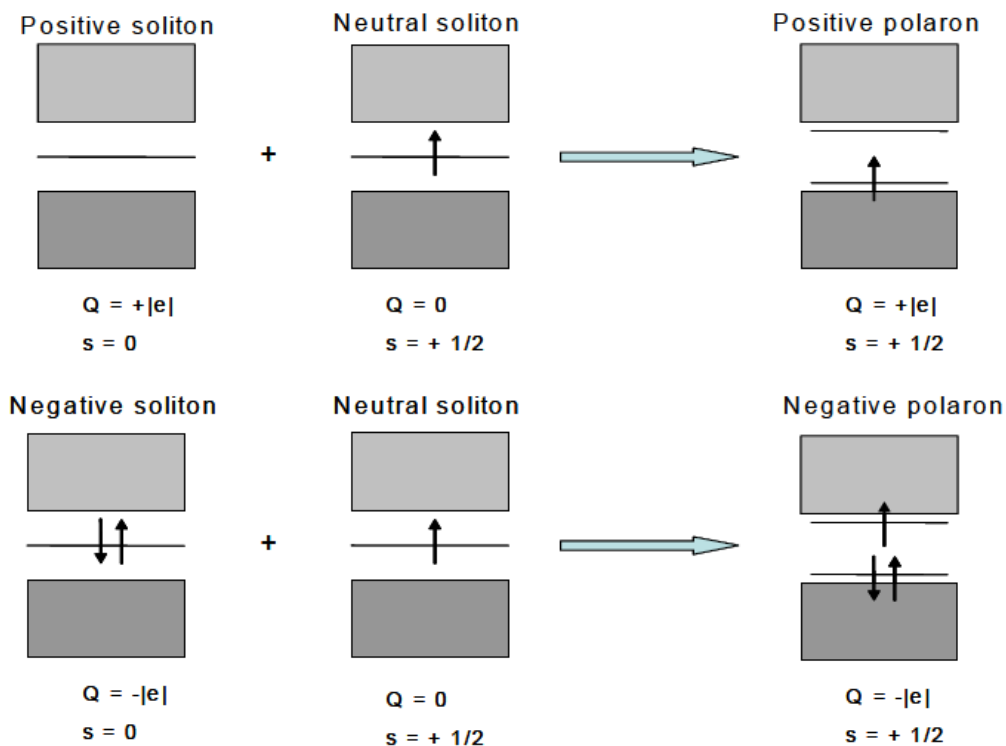 Positive soliton
Neutral soliton
Positive polaron
+
Q = +|e|
Q = 0
Q = +|e|
s = 0
s = + 1/2
s = + 1/2
Negative soliton
Neutral soliton
Negative polaron
+
Q = -|e|
Q = 0
Q = -|e|
s = 0
s = + 1/2
s = + 1/2